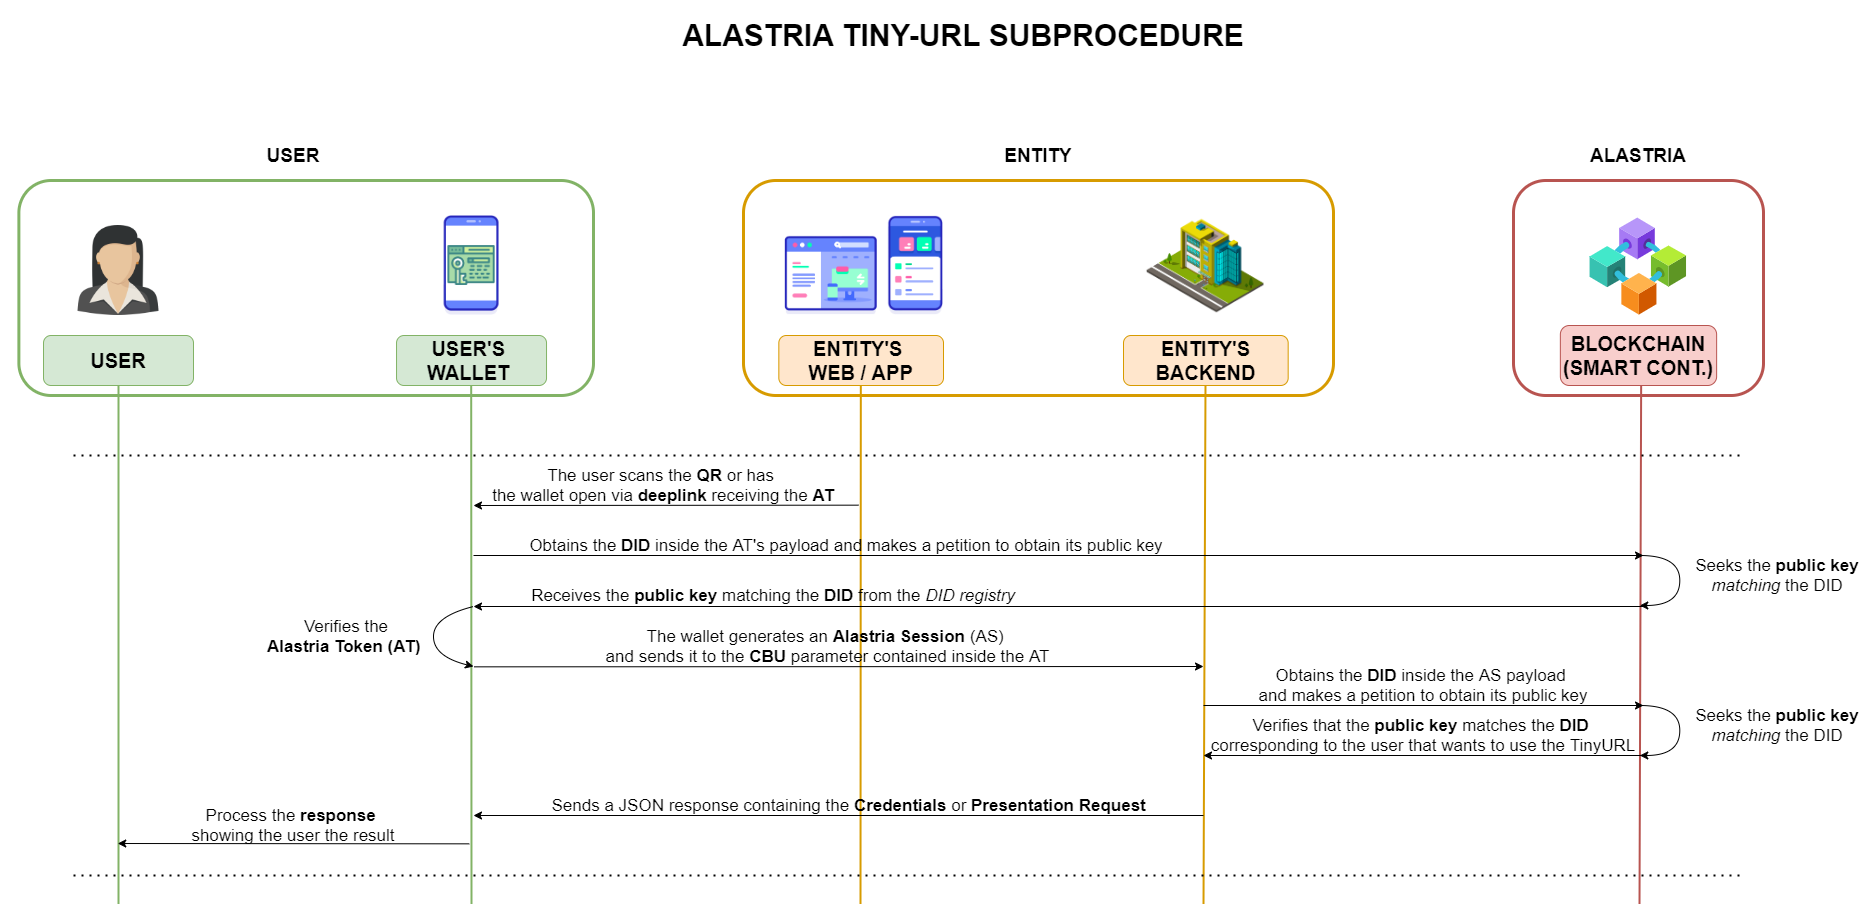 ALASTRIA TINY-URL SUBPROCEDURE
USER
ENTITY
ALASTRIA
USER
USER'S
WALLET
ENTITY'S
WEB / APP
ENTITY'S
BACKEND
BLOCKCHAIN
(SMART CONT.)
The user scans the QR or has
the wallet open via deeplink receiving the AT
Obtains the DID inside the AT's payload and makes a petition to obtain its public key
Seeks the public key
matching the DID
Receives the public key matching the DID from the DID registry
Verifies the
Alastria Token (AT)
The wallet generates an Alastria Session (AS)
and sends it to the CBU parameter contained inside the AT
Obtains the DID inside the AS payload
and makes a petition to obtain its public key
Seeks the public key
matching the DID
Verifies that the public key matches the DID
corresponding to the user that wants to use the TinyURL
Sends a JSON response containing the Credentials or Presentation Request
Process the response
showing the user the result